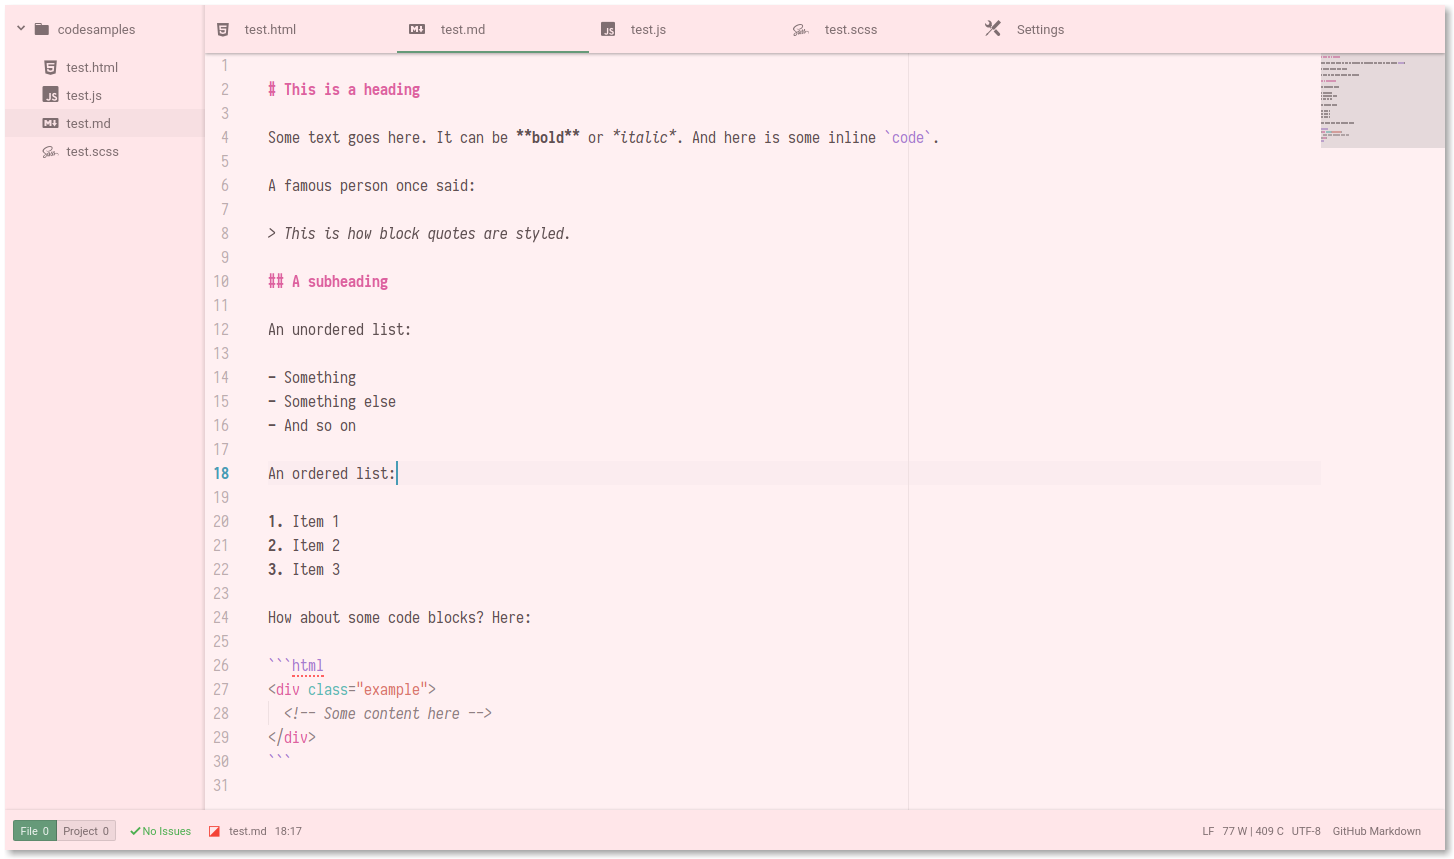 codesamples
test.html
test.js
test.md
test.scss
test.html test.md test.js test.scss Settings
1
2 # This is a heading
3
4 Some text goes here. It can be **bold** or *italic*. And here is some inline `code`.
5
6 A famous person once said:
7
8 > This is how block quotes are styled.
9
10 ## A subheading
11
12 An unordered list:
13
14 - Something
15 - Something else
16 - And so on
17
18 An ordered list:
19
20 1. Item 1
21 2. Item 2
22 3. Item 3
23
24 How about some code blocks? Here:
25
26 ```html
27 <div class="example">
28   <!-- Some content here -->
29 </div>
30 ```
31
File 0 Project 0 No Issues test.md 18:17 LF 77 W | 409 C UTF-8 GitHub Markdown